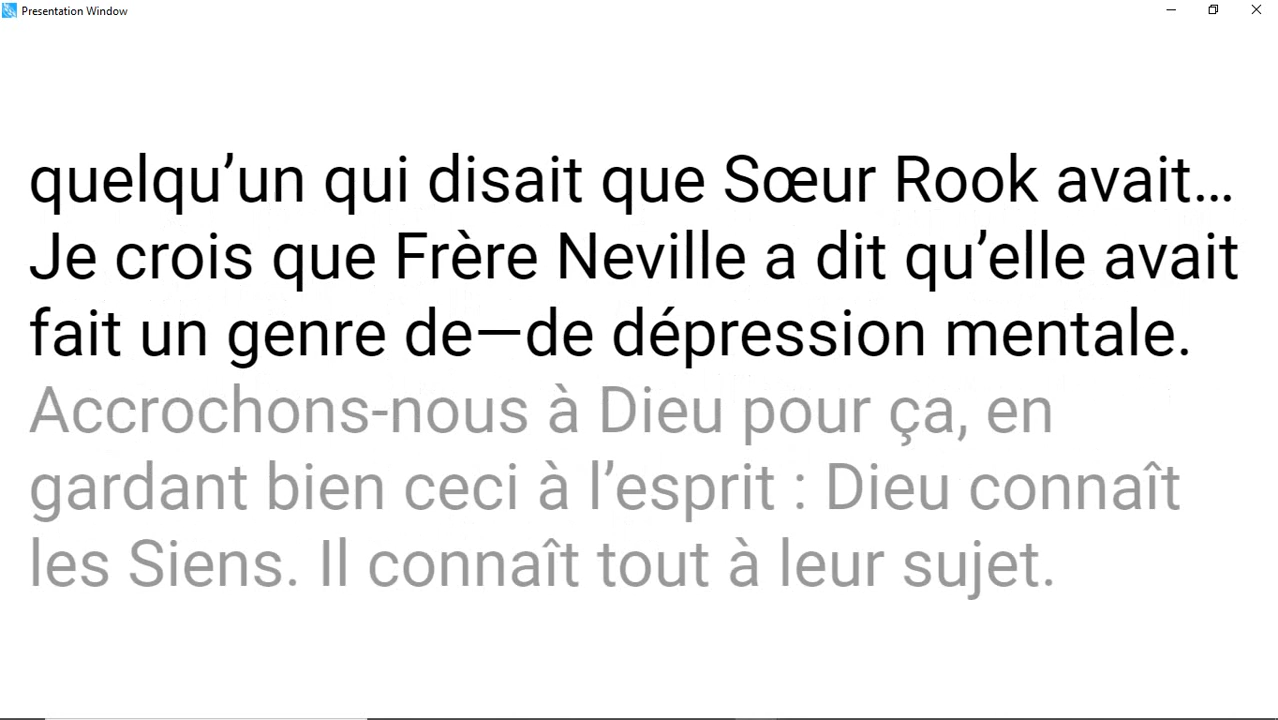 Presentation Window
quelqu’un qui disait que Sœur Rook avait…
Je crois que Frère Neville a dit qu’elle avait
fait un genre de—de dépression mentale.
Accrochons-nous à Dieu pour ça, en
gardant bien ceci à l’esprit : Dieu connaît
les Siens. Il connaît tout à leur sujet.